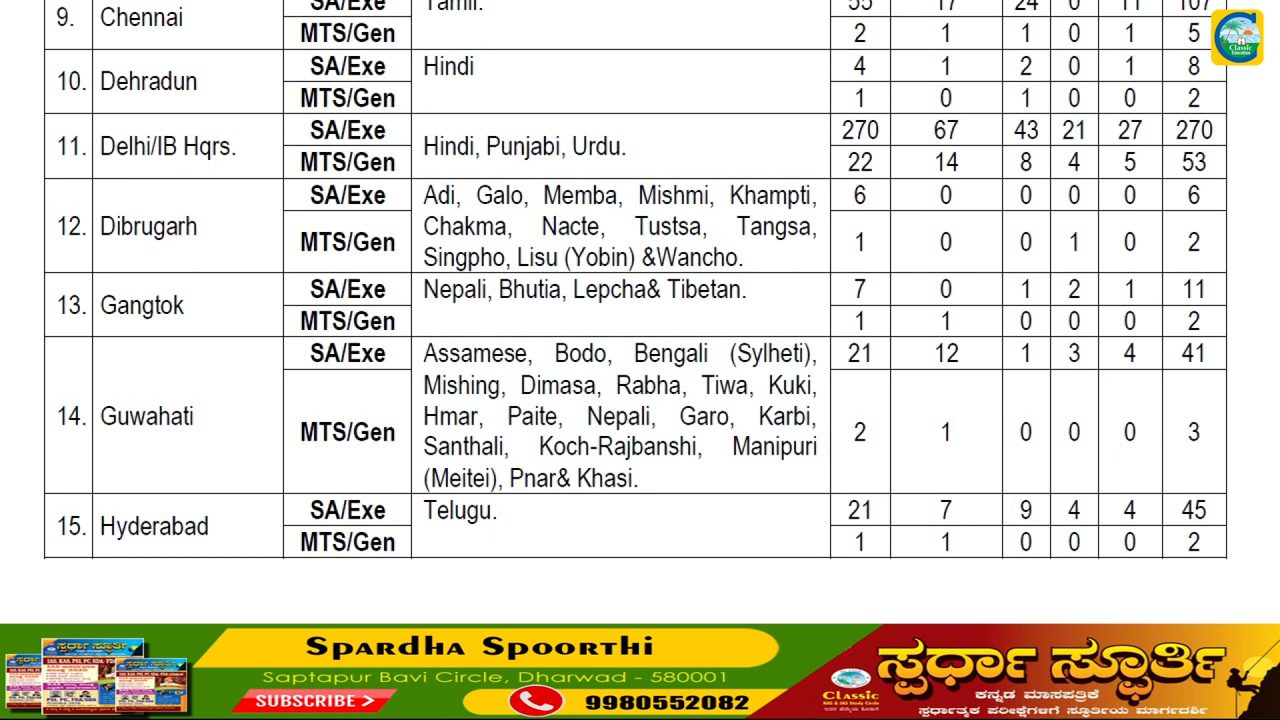 9. Chennai SA/Exe Tamil. 55 17 24 0 11 107
MTS/Gen 2 1 1 0 1 5
10. Dehradun SA/Exe Hindi 4 1 2 0 1 8
MTS/Gen 1 0 1 0 0 2
11. Delhi/IB Hqrs. SA/Exe Hindi, Punjabi, Urdu. 270 67 43 21 27 270
MTS/Gen 22 14 8 4 5 53
12. Dibrugarh SA/Exe Adi, Galo, Memba, Mishmi, Khampti, 6 0 0 0 0 6
Chakma, Nacte, Tustsa, Tangsa,
MTS/Gen 1 0 0 1 0 2
Singpho, Lisu (Yobin) &Wancho.
13. Gangtok SA/Exe Nepali, Bhutia, Lepcha& Tibetan. 7 0 1 2 1 11
MTS/Gen 1 1 0 0 0 2
14. Guwahati SA/Exe Assamese, Bodo, Bengali (Sylheti), 21 12 1 3 4 41
Mishing, Dimasa, Rabha, Tiwa, Kuki,
Hmar, Paite, Nepali, Garo, Karbi,
MTS/Gen 2 1 0 0 0 3
Santhali, Koch-Rajbanshi, Manipuri
(Meitei), Pnar& Khasi.
15. Hyderabad SA/Exe Telugu. 21 7 9 4 4 45
MTS/Gen 1 1 0 0 0 2
Classic
Education
Spardha Spoorthi
Saptapur Bavi Circle, Dharwad - 580001
SUBSCRIBE >
9980552082
ಸ್ಪರ್ಧಾ ಸ್ಫೂರ್ತಿ
Classic
ಕನ್ನಡ ಮಾಸಪತ್ರಿಕೆ
ಸ್ಪರ್ಧಾತ್ಮಕ ಪರೀಕ್ಷೆಗಳಿಗೆ ಸ್ಫೂರ್ತಿಯ ಮಾರ್ಗದರ್ಶಿ